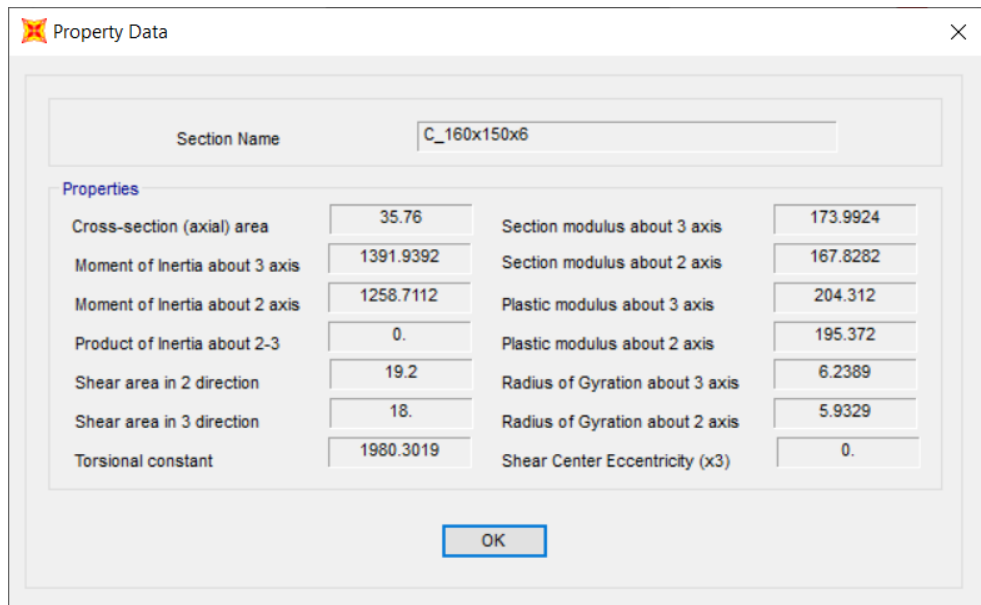 Property Data
Section Name C_160x150x6
Properties
Cross-section (axial) area 35.76 Section modulus about 3 axis 173.9924
Moment of Inertia about 3 axis 1391.9392 Section modulus about 2 axis 167.8282
Moment of Inertia about 2 axis 1258.7112 Plastic modulus about 3 axis 204.312
Product of Inertia about 2-3 0. Plastic modulus about 2 axis 195.372
Shear area in 2 direction 19.2 Radius of Gyration about 3 axis 6.2389
Shear area in 3 direction 18. Radius of Gyration about 2 axis 5.9329
Torsional constant 1980.3019 Shear Center Eccentricity (x3) 0.
OK